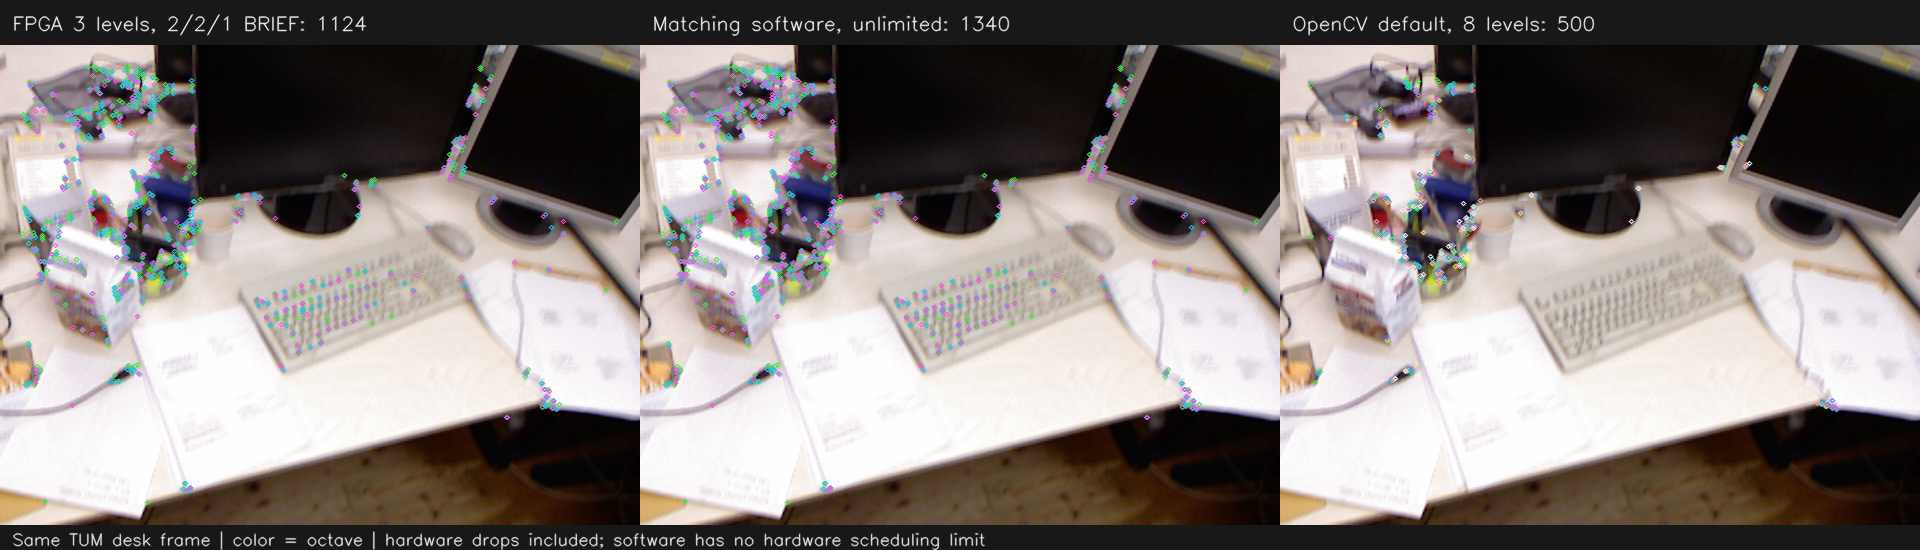 FPGA 3 levels, 2/2/1 BRIEF: 1124
Matching software, unlimited: 1340
OpenCV default, 8 levels: 500
Same TUM desk frame | color = octave | hardware drops included; software has no hardware scheduling limit